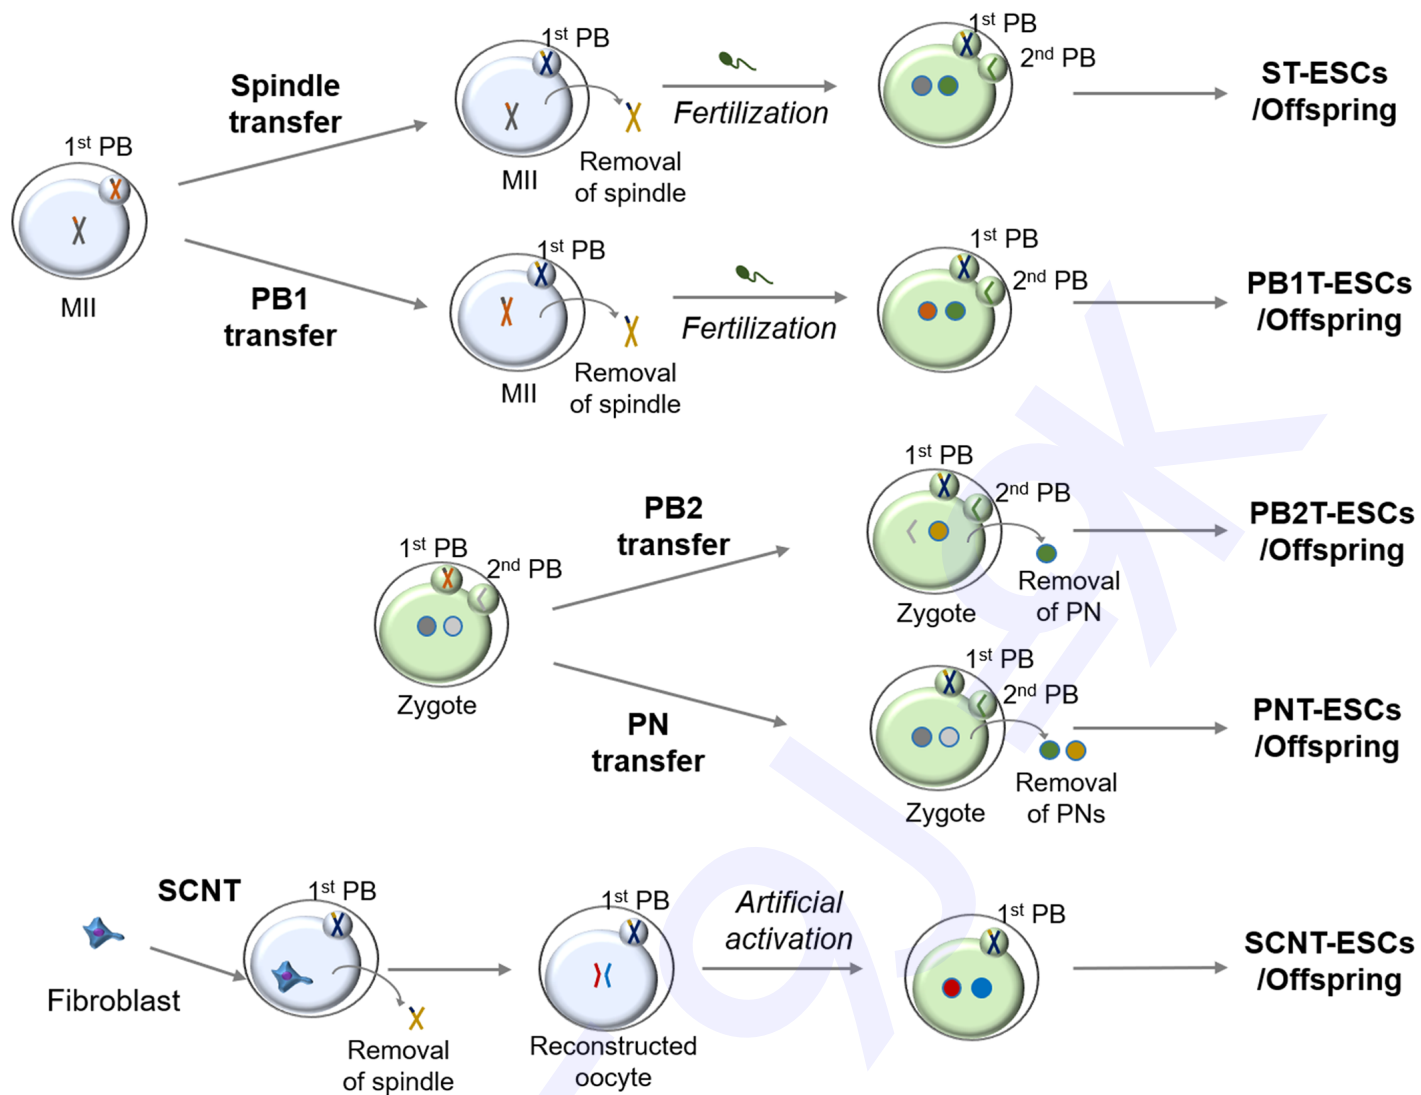 1st PB
MII
Spindle
transfer
1st PB
MII
Removal
of spindle
Fertilization
1st PB
2nd PB
ST-ESCs
/Offspring
PB1
transfer
1st PB
MII
Removal
of spindle
Fertilization
1st PB
2nd PB
PB1T-ESCs
/Offspring
1st PB
2nd PB
Zygote
PB2
transfer
1st PB
2nd PB
Zygote
Removal
of PN
PB2T-ESCs
/Offspring
PN
transfer
1st PB
2nd PB
Zygote
Removal
of PNs
PNT-ESCs
/Offspring
SCNT
Fibroblast
1st PB
Removal
of spindle
1st PB
Reconstructed
oocyte
Artificial
activation
1st PB
SCNT-ESCs
/Offspring